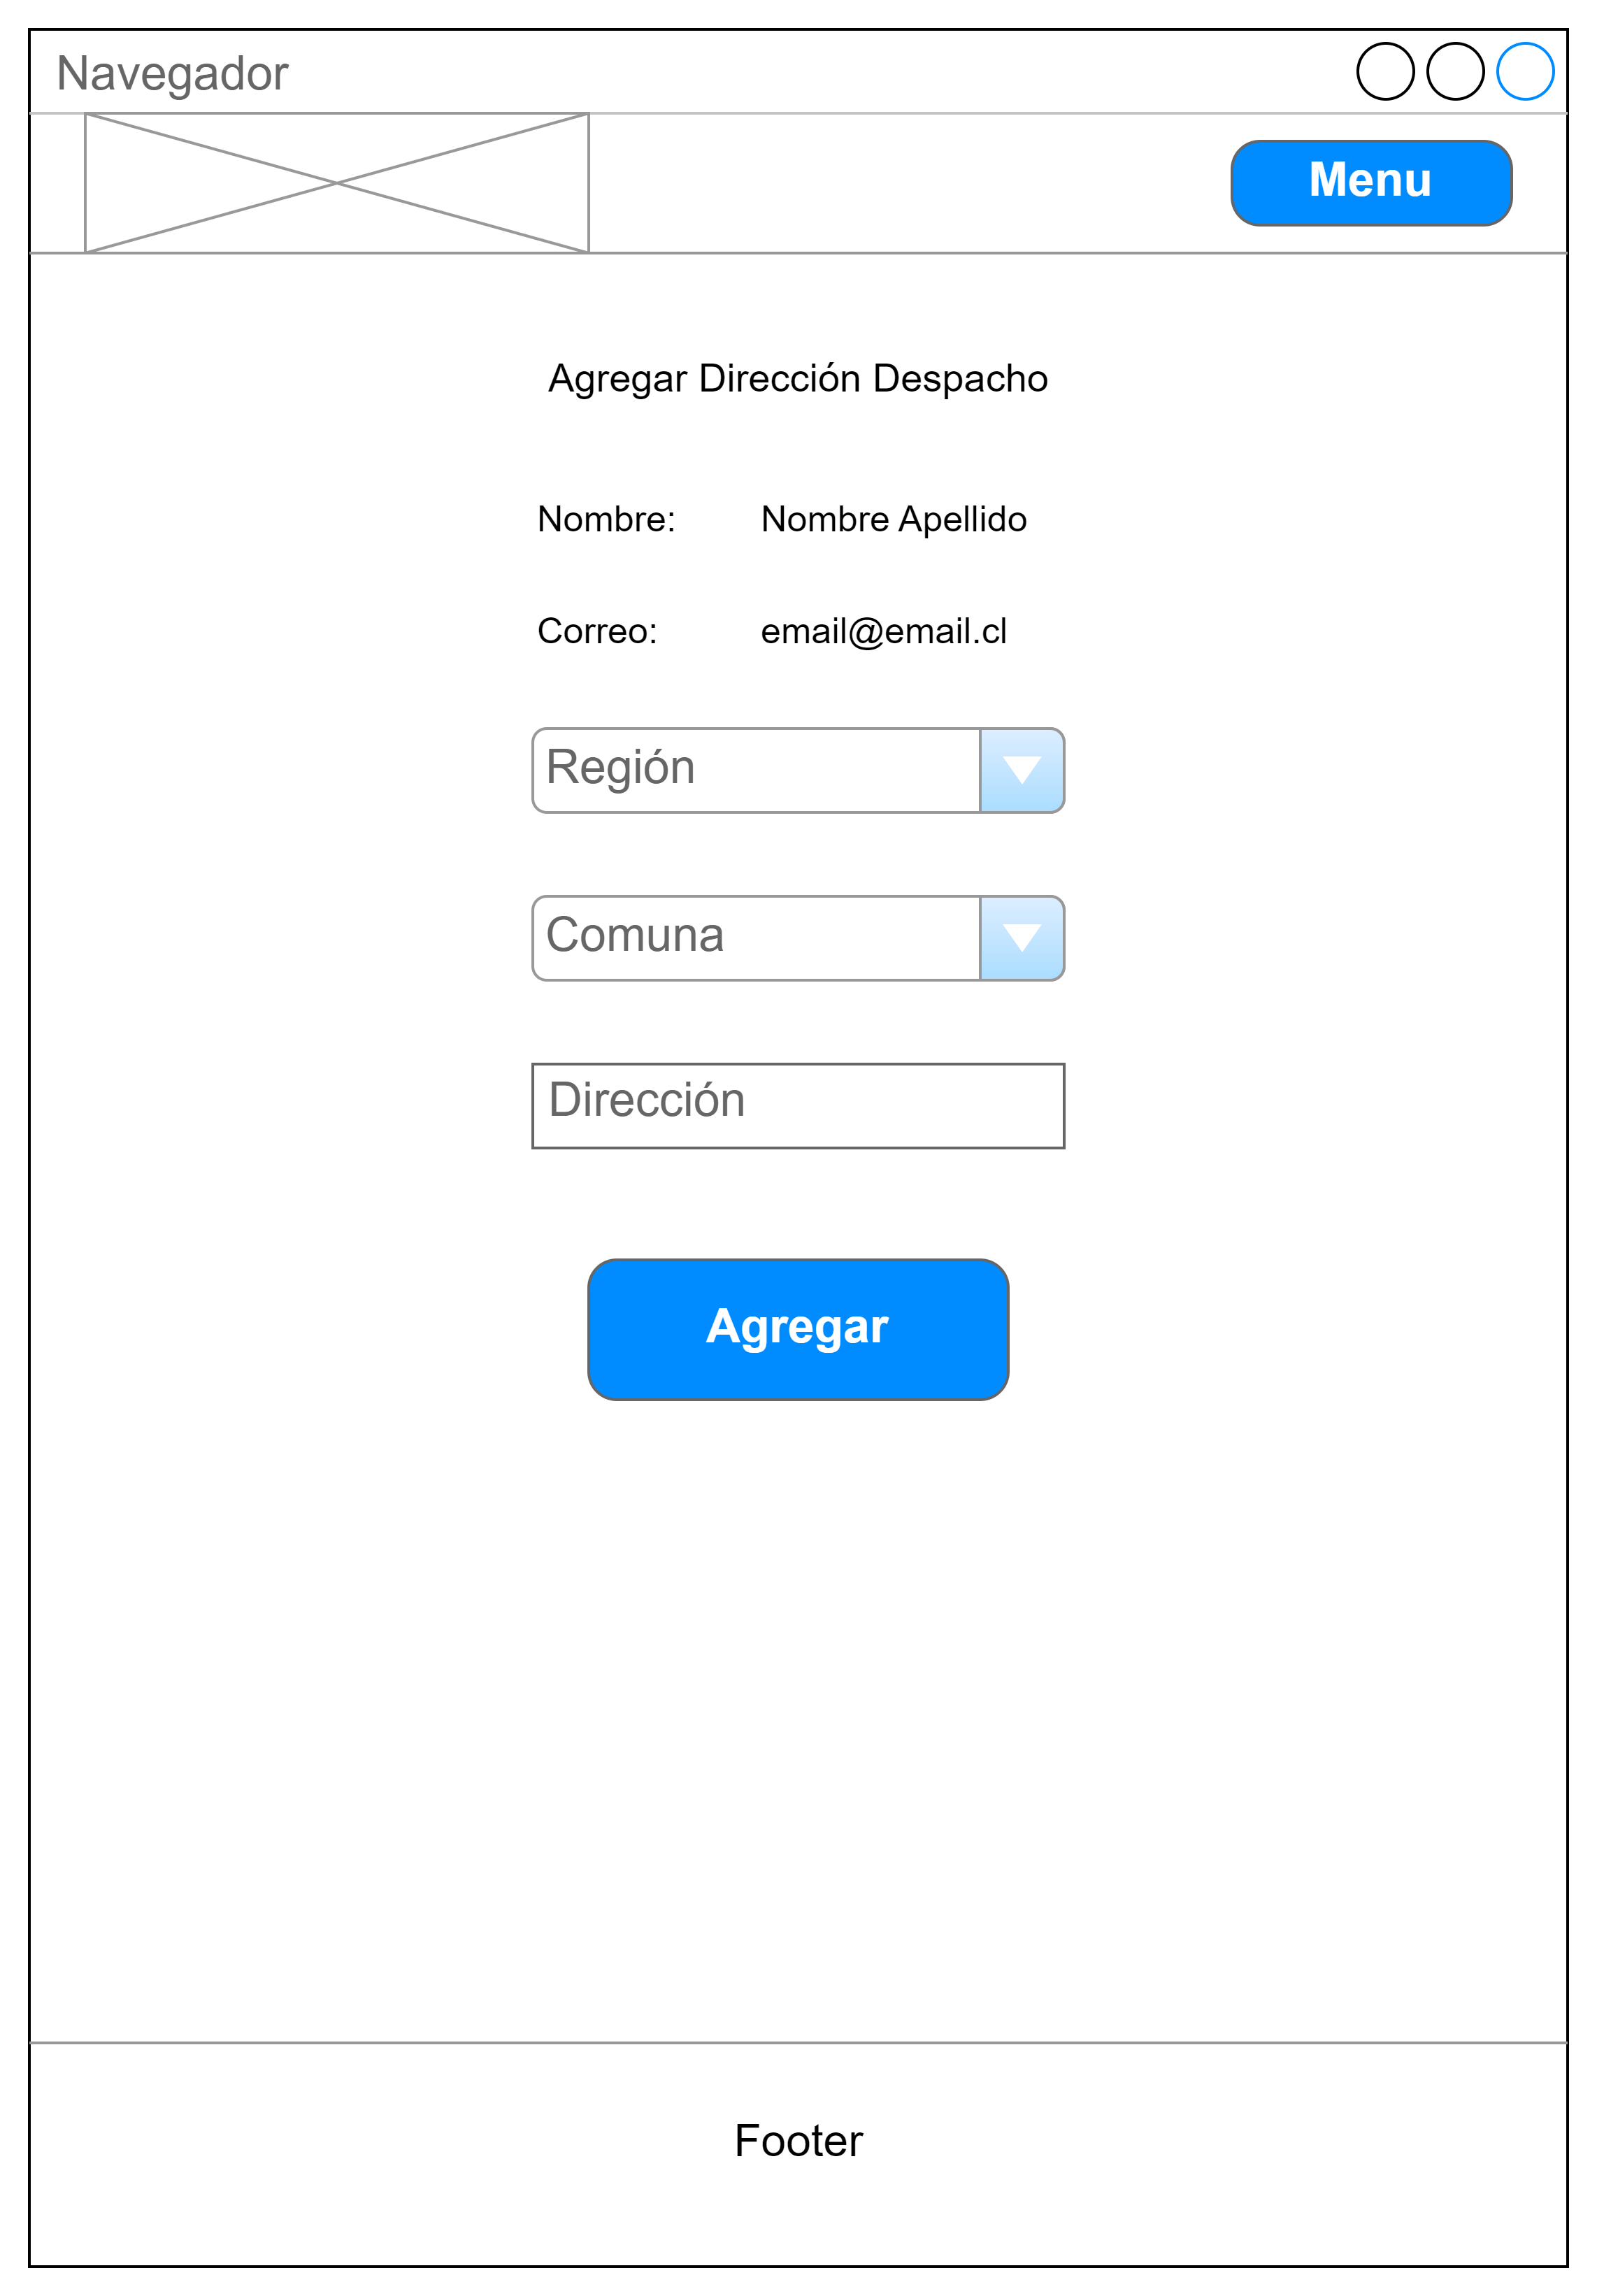 Navegador
Menu
Agregar Dirección Despacho
Nombre: Nombre Apellido
Correo: email@email.cl
Región
Comuna
Dirección
Agregar
Footer